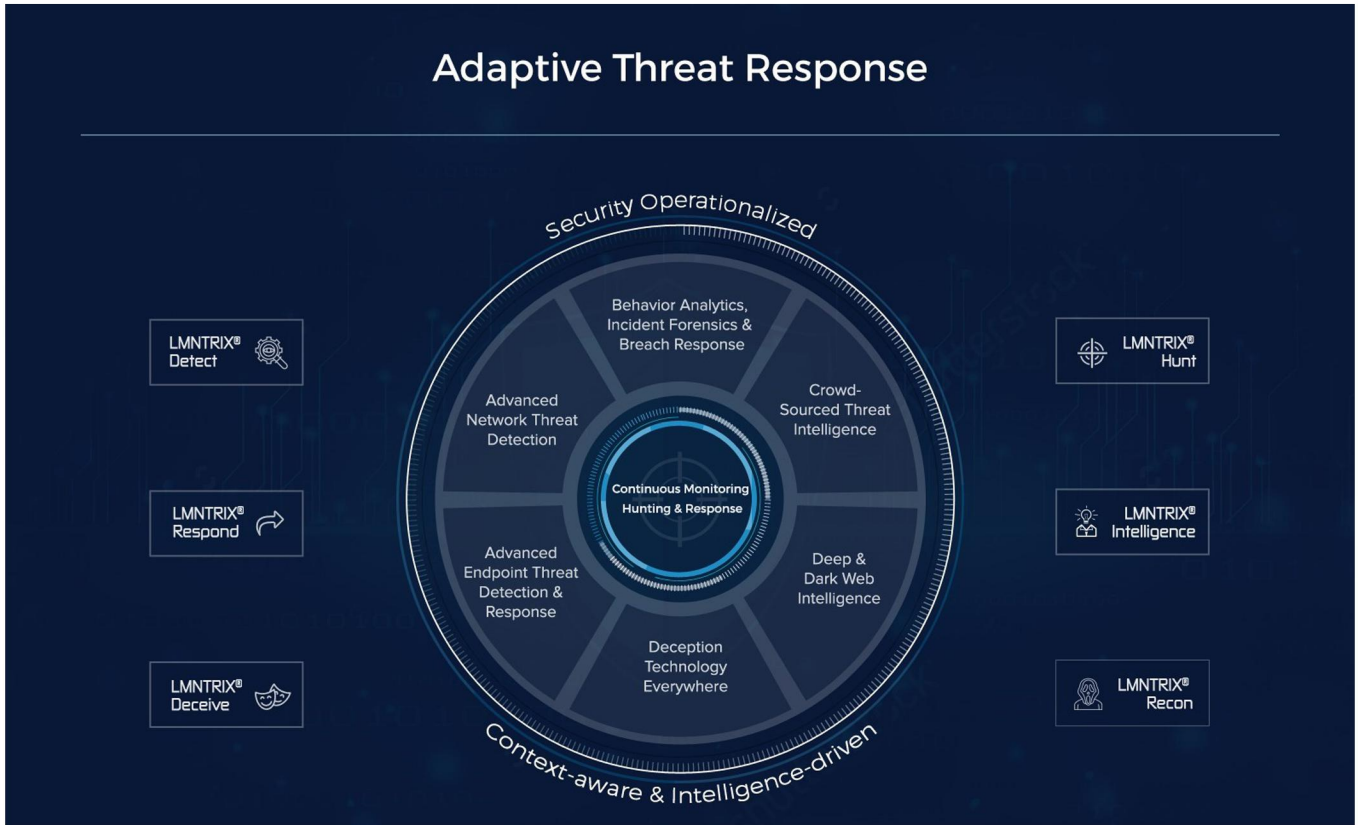 Adaptive Threat Response
Security Operationalized
Behavior Analytics,
Incident Forensics &
Breach Response
Advanced
Network Threat
Detection
Crowd-
Sourced Threat
Intelligence
Continuous Monitoring
Hunting & Response
Advanced
Endpoint Threat
Detection &
Response
Deep &
Dark Web
Intelligence
Deception
Technology
Everywhere
Context-aware & Intelligence-driven
LMNTRIX®
Detect
LMNTRIX®
Respond
LMNTRIX®
Deceive
LMNTRIX®
Hunt
LMNTRIX®
Intelligence
LMNTRIX®
Recon